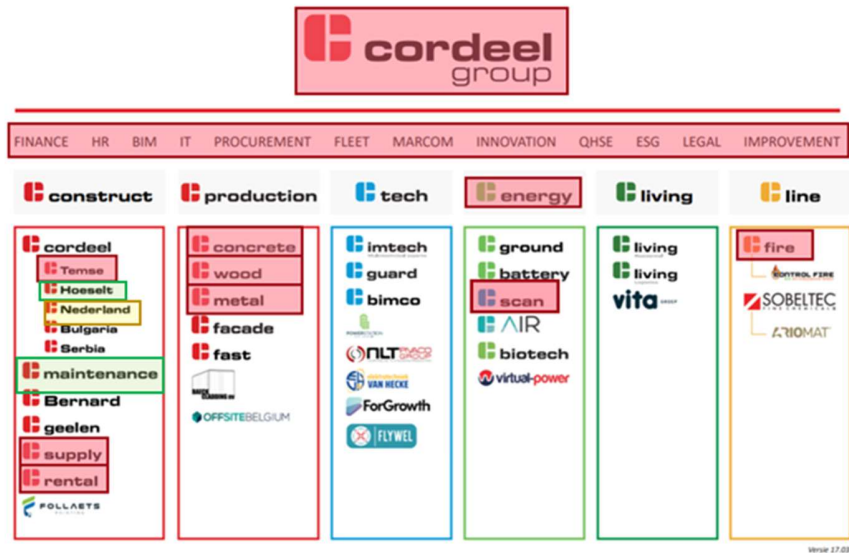 cordeel
group
FINANCE HR BIM IT PROCUREMENT FLEET MARCOM INNOVATION QHSE ESG LEGAL IMPROVEMENT
construct
production
tech
energy
living
line
cordeel
Temse
Hoeselt
Nederland
Bulgaria
Serbia
maintenance
Bernard
geelen
supply
rental
FOLLAETS
concrete
wood
metal
facade
fast
OFFSITEBELGIUM
imtech
guard
bimco
NLT
VAN HECKE
ForGrowth
FLYWEL
ground
battery
scan
AIR
biotech
virtual-power
living
living
vita GROUP
fire
CONTROL FIRE
SOBELTEC
FIRE CHEMICALS
ARIOMAT